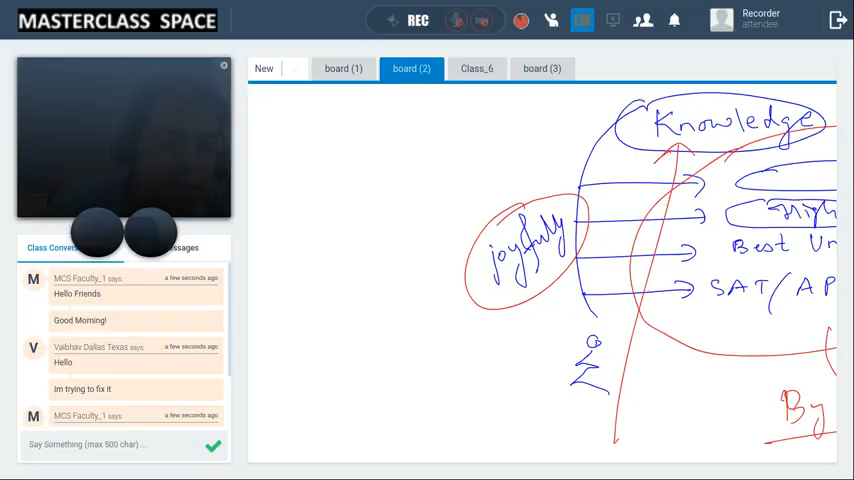 MASTERCLASS SPACE
REC
Recorder
attendee
New
board (1)
board (2)
Class_6
board (3)
Class Conver
ssages
M
MCS Faculty_1 says:
a few seconds ago
Hello Friends
Good Morning!
V
Vaibhav Dallas Texas says:
a few seconds ago
Hello
Im trying to fix it
M
MCS Faculty_1 says:
a few seconds ago
Say Something (max 500 char) ...
Knowledge
High
joyfully
Best Un
SAT/AP
By